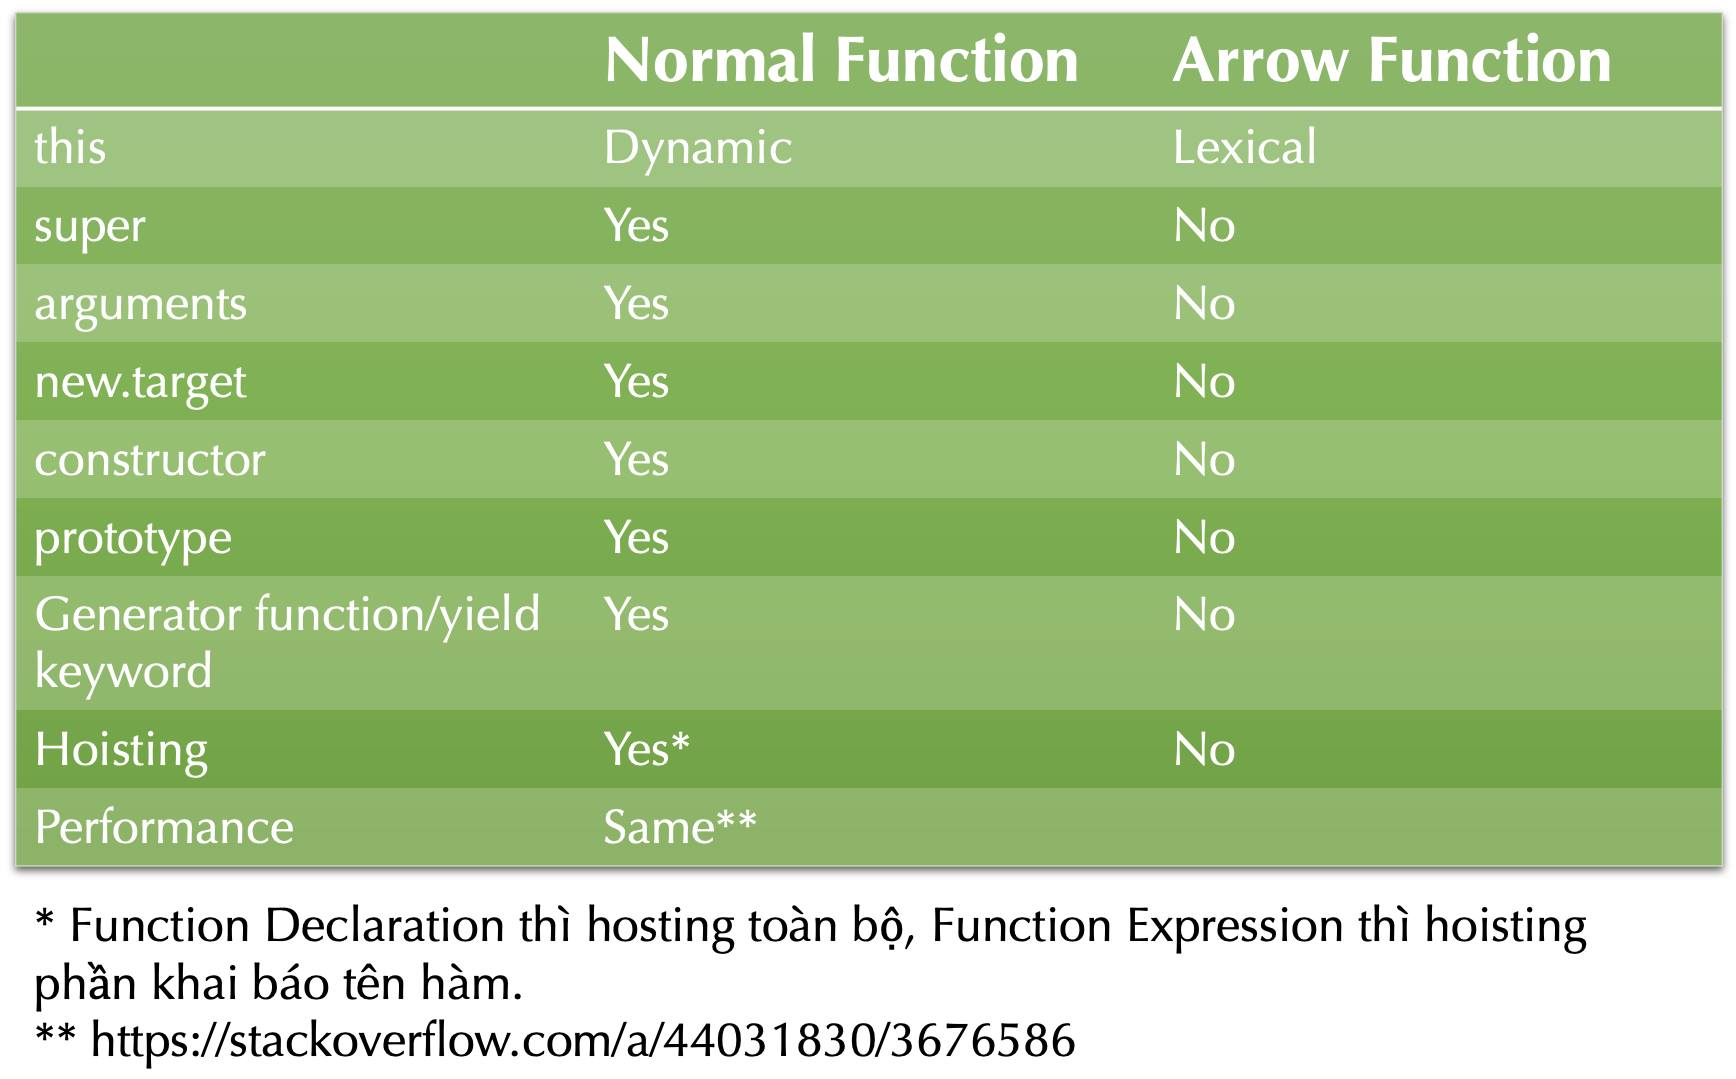 Normal Function Arrow Function
this Dynamic Lexical
super Yes No
arguments Yes No
new.target Yes No
constructor Yes No
prototype Yes No
Generator function/yield Yes No
keyword
Hoisting Yes* No
Performance Same**
* Function Declaration thì hosting toàn bộ, Function Expression thì hoisting
phần khai báo tên hàm.
** https://stackoverflow.com/a/44031830/3676586